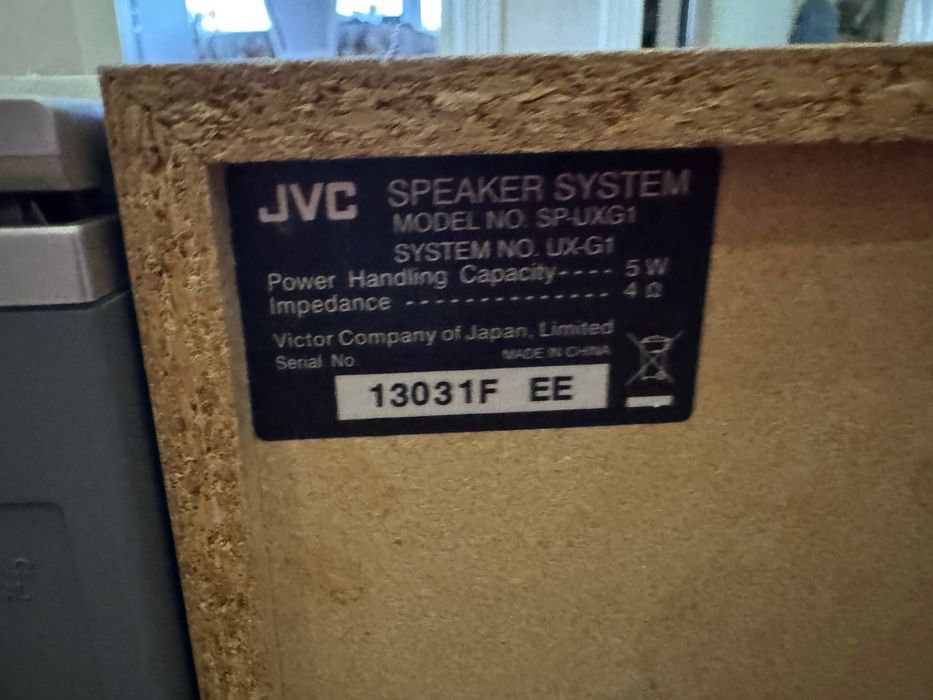 JVC SPEAKER SYSTEM
MODEL NO. SP-UXG1
SYSTEM NO. UX-G1
Power Handling Capacity---- 5 W
Impedance -------------- 4 Ω
Victor Company of Japan, Limited
Serial No. MADE IN CHINA
13031F EE